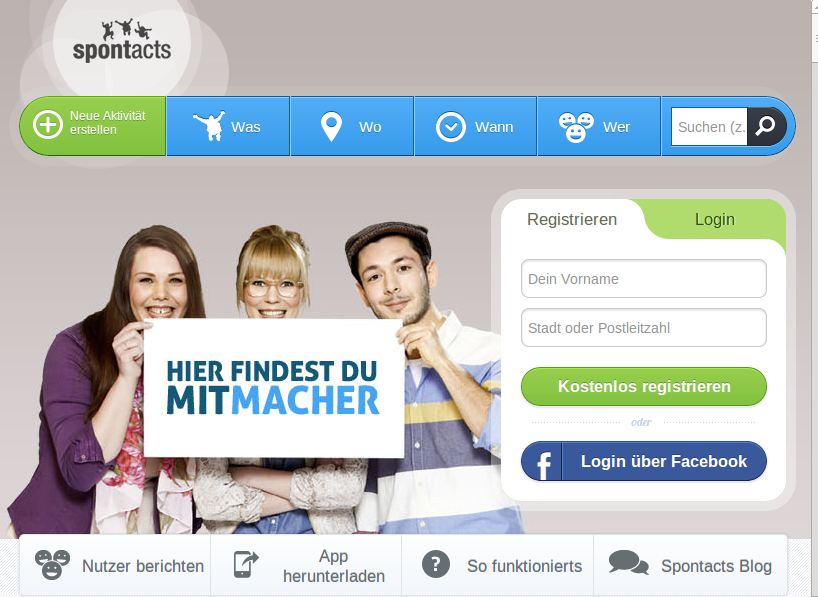 spontacts
Neue Aktivität
erstellen
Was
Wo
Wann
Wer
Suchen (z.
Registrieren
Login
Dein Vorname
Stadt oder Postleitzahl
Kostenlos registrieren
oder
f Login über Facebook
HIER FINDEST DU
MITMACHER
Nutzer berichten
App
herunterladen
? So funktionierts
Spontacts Blog